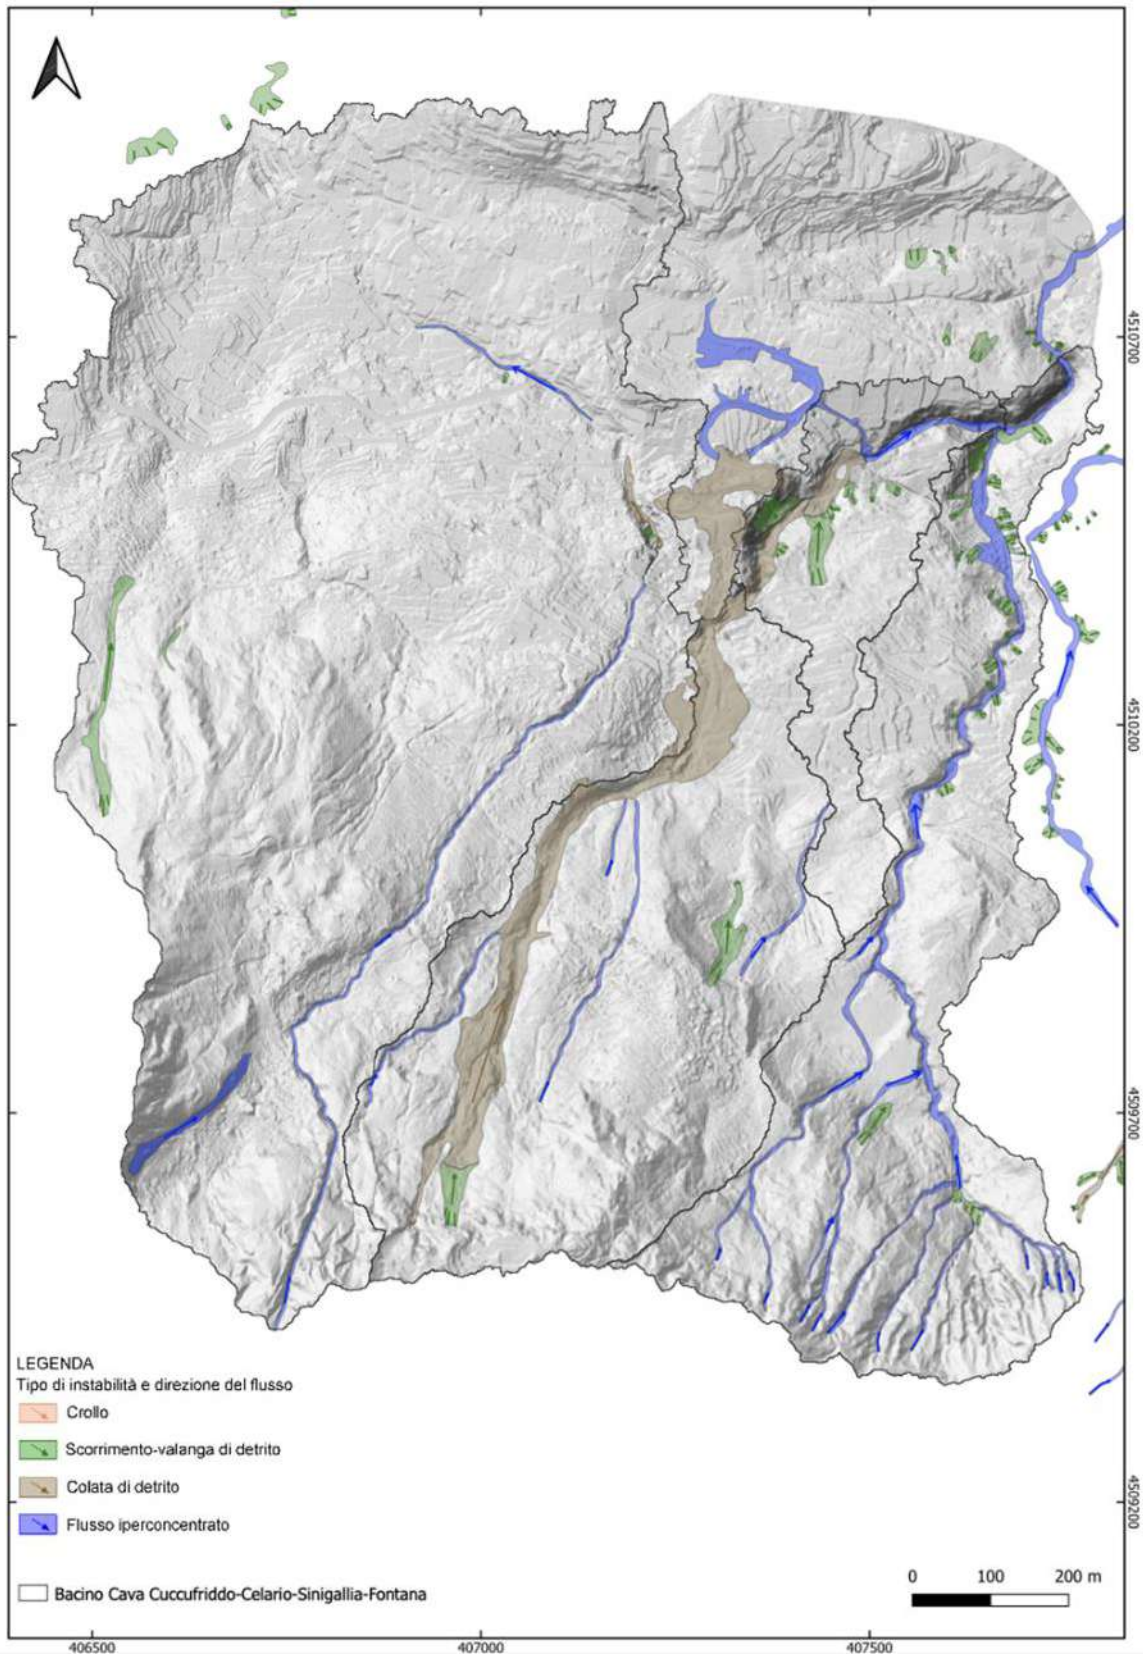 4510700
4510200
4509700
4509200
LEGENDA
Tipo di instabilità e direzione del flusso
Crollo
Scorrimento-valanga di detrito
Colata di detrito
Flusso iperconcentrato
Bacino Cava Cuccufriddo-Celario-Sinigallia-Fontana
0 100 200 m
406500 407000 407500